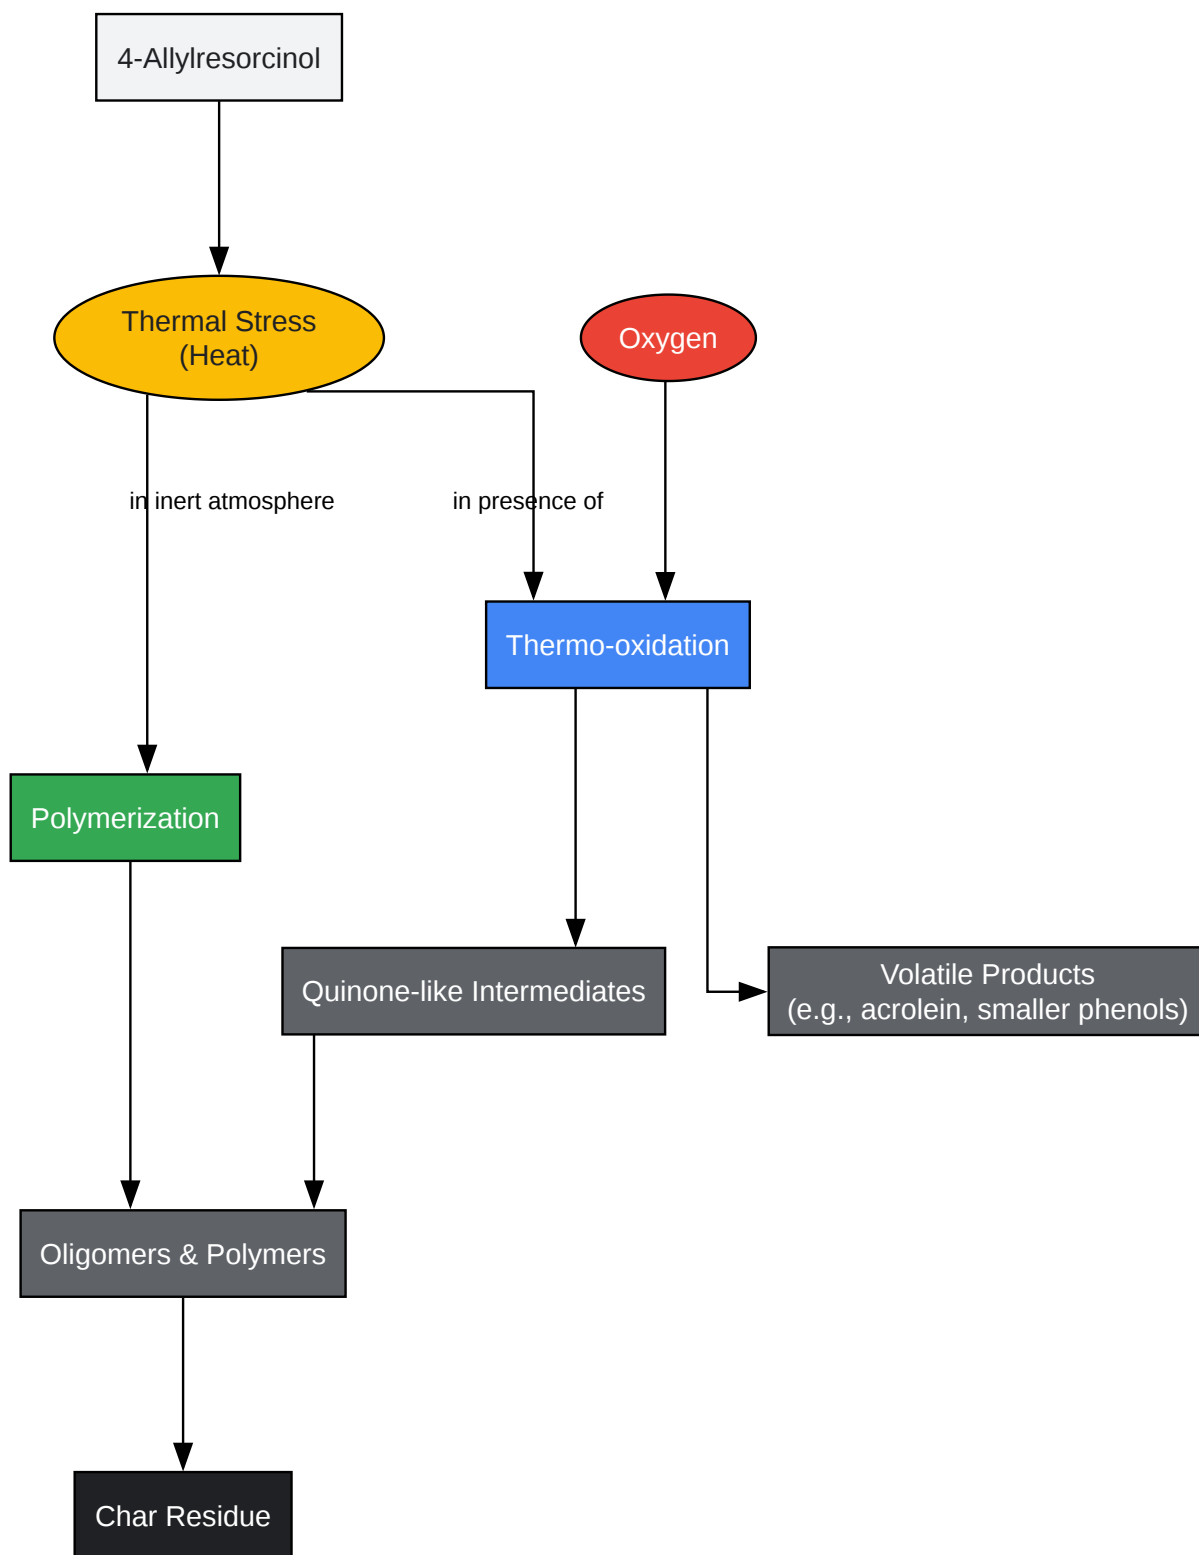 4-Allylresorcinol
Thermal Stress
(Heat)
Oxygen
in inert atmosphere
in presence of
Thermo-oxidation
Polymerization
Quinone-like Intermediates
Volatile Products
(e.g., acrolein, smaller phenols)
Oligomers & Polymers
Char Residue